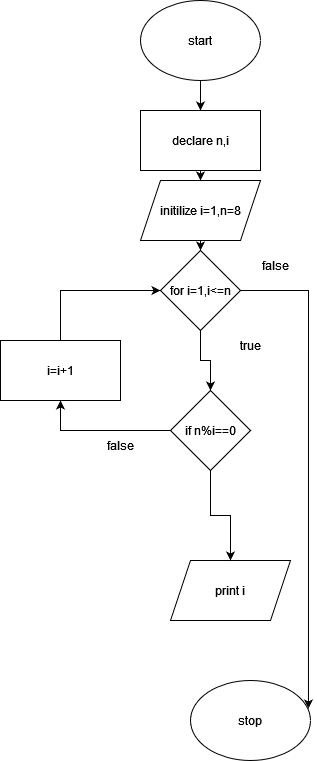 start
declare n,i
initilize i=1,n=8
for i=1,i<=n
false
true
i=i+1
if n%i==0
false
print i
stop